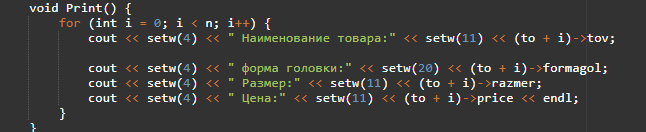 void Print() {
for (int i = 0; i < n; i++) {
cout << setw(4) << " Наименование товара:" << setw(11) << (to + i)->tov;
cout << setw(4) << " форма головки:" << setw(20) << (to + i)->formagol;
cout << setw(4) << " Размер:" << setw(11) << (to + i)->razmer;
cout << setw(4) << " Цена:" << setw(11) << (to + i)->price << endl;
}
}